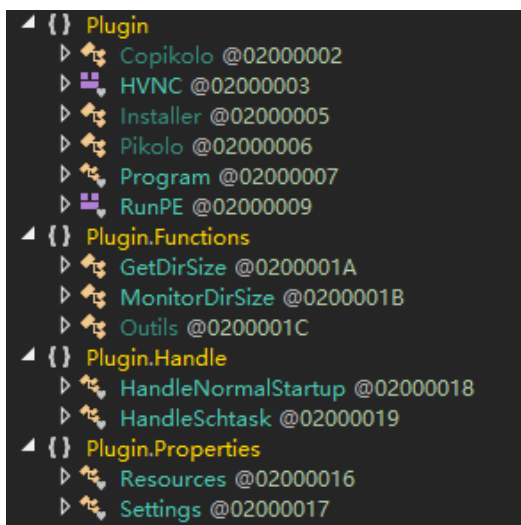 { } Plugin
Copikolo @02000002
HVNC @02000003
Installer @02000005
Pikolo @02000006
Program @02000007
RunPE @02000009
{ } Plugin.Functions
GetDirSize @0200001A
MonitorDirSize @0200001B
Outils @0200001C
{ } Plugin.Handle
HandleNormalStartup @02000018
HandleSchtask @02000019
{ } Plugin.Properties
Resources @02000016
Settings @02000017